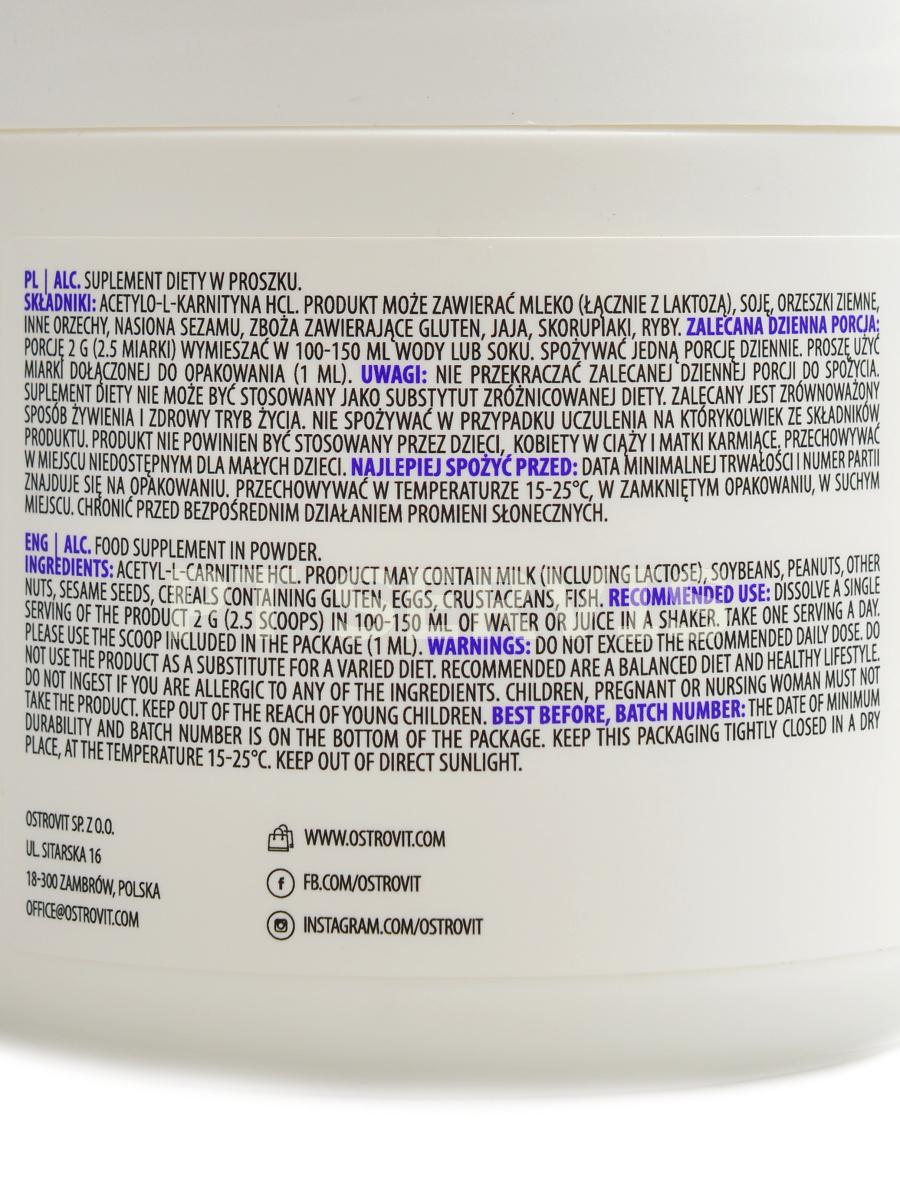 PL | ALC. SUPLEMENT DIETY W PROSZKU.
SKŁADNIKI: ACETYLO-L-KARNITYNA HCL. PRODUKT MOŻE ZAWIERAĆ MLEKO (ŁĄCZNIE Z LAKTOZĄ), SOJĘ, ORZESZKI ZIEMNE,
INNE ORZECHY, NASIONA SEZAMU, ZBOŻA ZAWIERAJĄCE GLUTEN, JAJA, SKORUPIAKI, RYBY. ZALECANA DZIENNA PORCJA:
PORCJĘ 2 G (2.5 MIARKI) WYMIESZAĆ W 100-150 ML WODY LUB SOKU. SPOŻYWAĆ JEDNĄ PORCJĘ DZIENNIE. PROSZĘ UŻYĆ
MIARKI DOŁĄCZONEJ DO OPAKOWANIA (1 ML). UWAGI: NIE PRZEKRACZAĆ ZALECANEJ DZIENNEJ PORCJI DO SPOŻYCIA.
SUPLEMENT DIETY NIE MOŻE BYĆ STOSOWANY JAKO SUBSTYTUT ZRÓŻNICOWANEJ DIETY. ZALECANY JEST ZRÓWNOWAŻONY
SPOSÓB ŻYWIENIA I ZDROWY TRYB ŻYCIA. NIE SPOŻYWAĆ W PRZYPADKU UCZULENIA NA KTÓRYKOLWIEK ZE SKŁADNIKÓW
PRODUKTU. PRODUKT NIE POWINIEN BYĆ STOSOWANY PRZEZ DZIECI, KOBIETY W CIĄŻY I MATKI KARMIĄCE. PRZECHOWYWAĆ
W MIEJSCU NIEDOSTĘPNYM DLA MAŁYCH DZIECI. NAJLEPIEJ SPOŻYĆ PRZED: DATA MINIMALNEJ TRWAŁOŚCI I NUMER PARTII
ZNAJDUJE SIĘ NA OPAKOWANIU. PRZECHOWYWAĆ W TEMPERATURZE 15-25°C, W ZAMKNIĘTYM OPAKOWANIU, W SUCHYM
MIEJSCU. CHRONIĆ PRZED BEZPOŚREDNIM DZIAŁANIEM PROMIENI SŁONECZNYCH.
ENG | ALC. FOOD SUPPLEMENT IN POWDER.
INGREDIENTS: ACETYL-L-CARNITINE HCL. PRODUCT MAY CONTAIN MILK (INCLUDING LACTOSE), SOYBEANS, PEANUTS, OTHER
NUTS, SESAME SEEDS, CEREALS CONTAINING GLUTEN, EGGS, CRUSTACEANS, FISH. RECOMMENDED USE: DISSOLVE A SINGLE
SERVING OF THE PRODUCT 2 G (2.5 SCOOPS) IN 100-150 ML OF WATER OR JUICE IN A SHAKER. TAKE ONE SERVING A DAY.
PLEASE USE THE SCOOP INCLUDED IN THE PACKAGE (1 ML). WARNINGS: DO NOT EXCEED THE RECOMMENDED DAILY DOSE. DO
NOT USE THE PRODUCT AS A SUBSTITUTE FOR A VARIED DIET. RECOMMENDED ARE A BALANCED DIET AND HEALTHY LIFESTYLE.
DO NOT INGEST IF YOU ARE ALLERGIC TO ANY OF THE INGREDIENTS. CHILDREN, PREGNANT OR NURSING WOMAN MUST NOT
TAKE THE PRODUCT. KEEP OUT OF THE REACH OF YOUNG CHILDREN. BEST BEFORE, BATCH NUMBER: THE DATE OF MINIMUM
DURABILITY AND BATCH NUMBER IS ON THE BOTTOM OF THE PACKAGE. KEEP THIS PACKAGING TIGHTLY CLOSED IN A DRY
PLACE, AT THE TEMPERATURE 15-25°C. KEEP OUT OF DIRECT SUNLIGHT.
OSTROVIT SP. Z O.O.
UL. SITARSKA 16
18-300 ZAMBRÓW, POLSKA
OFFICE@OSTROVIT.COM
WWW.OSTROVIT.COM
FB.COM/OSTROVIT
INSTAGRAM.COM/OSTROVIT